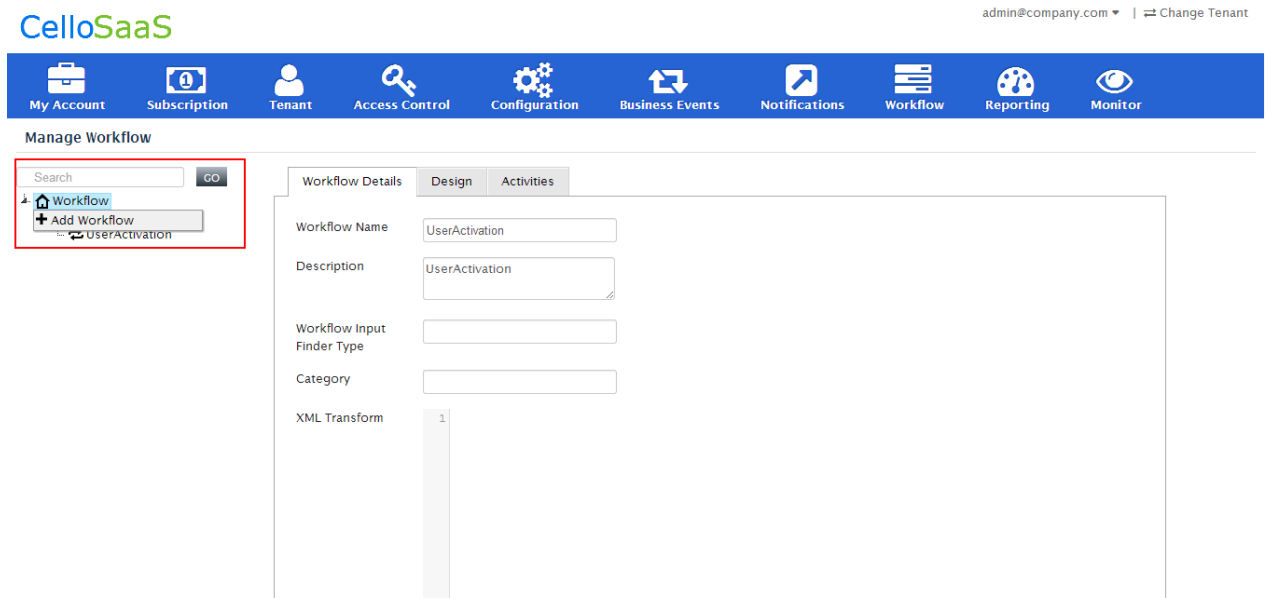 admin@company.com | Change Tenant
CelloSaaS
My Account Subscription Tenant Access Control Configuration Business Events Notifications Workflow Reporting Monitor
Manage Workflow
Search GO
Workflow
Add Workflow
UserActivation
Workflow Details Design Activities
Workflow Name UserActivation
Description UserActivation
Workflow Input
Finder Type
Category
XML Transform 1